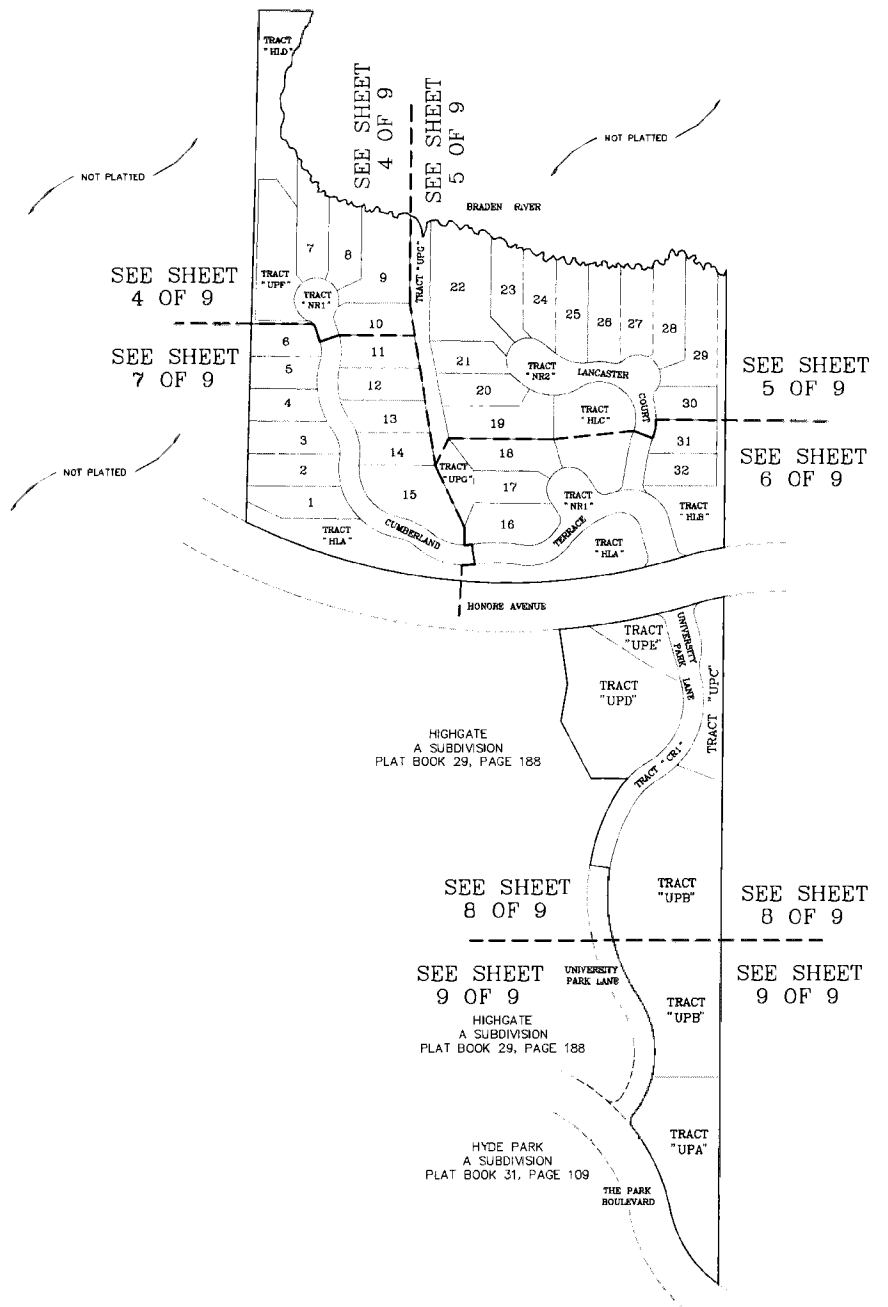 TRACT
"HLD"
SEE SHEET
4 OF 9
SEE SHEET
5 OF 9
NOT PLATTED
NOT PLATTED
BRADEN RIVER
7
8
9
TRACT "UPG"
22
23
24
25
26
27
28
29
TRACT
"UPF"
TRACT
"NR1"
SEE SHEET
4 OF 9
10
SEE SHEET
7 OF 9
6
5
4
3
2
1
11
12
13
14
15
21
20
19
TRACT
"NR2"
LANCASTER
COURT
TRACT
"HLC"
30
SEE SHEET
5 OF 9
31
32
SEE SHEET
6 OF 9
NOT PLATTED
TRACT
"UPG"
18
17
16
TRACT
"NR1"
TERRACE
TRACT
"HLB"
TRACT
"HLA"
CUMBERLAND
TRACT
"HLA"
HONORE AVENUE
TRACT
"UPE"
UNIVERSITY
PARK LANE
TRACT
"UPD"
TRACT "UPC"
HIGHGATE
A SUBDIVISION
PLAT BOOK 29, PAGE 188
TRACT "CR1"
SEE SHEET
8 OF 9
TRACT
"UPB"
SEE SHEET
8 OF 9
SEE SHEET
9 OF 9
UNIVERSITY
PARK LANE
SEE SHEET
9 OF 9
TRACT
"UPB"
HIGHGATE
A SUBDIVISION
PLAT BOOK 29, PAGE 188
TRACT
"UPA"
HYDE PARK
A SUBDIVISION
PLAT BOOK 31, PAGE 109
THE PARK
BOULEVARD